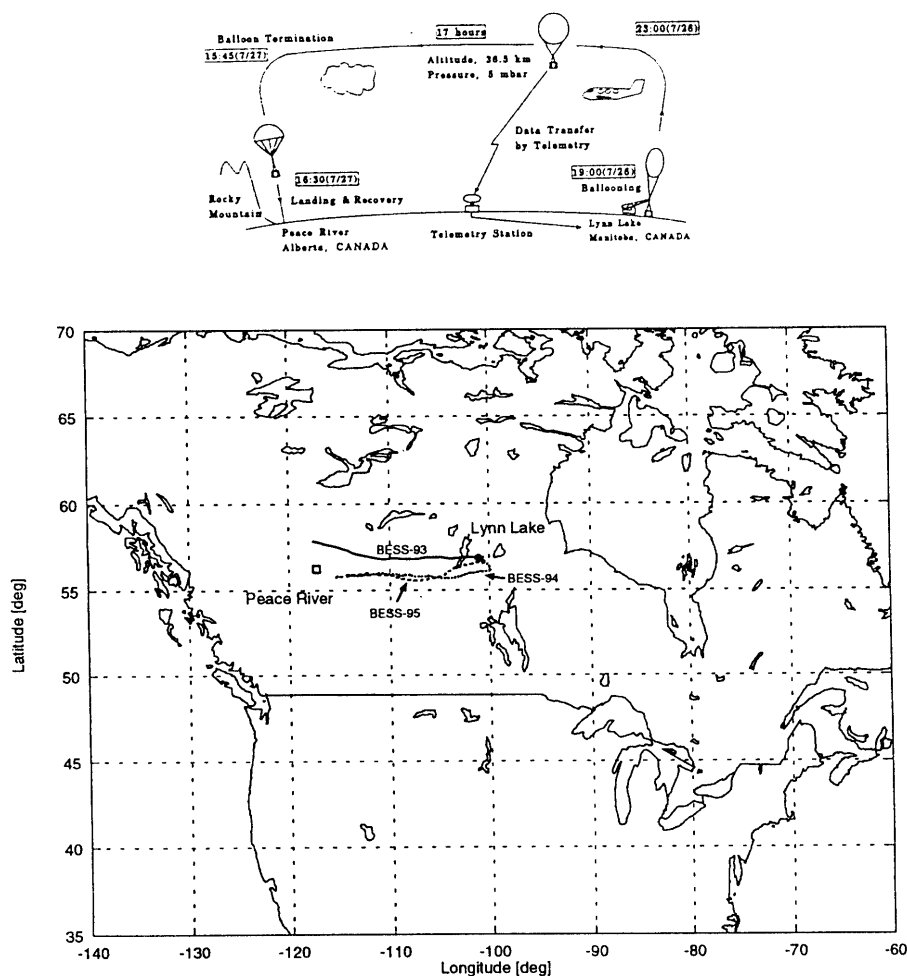 Balloon Termination
15:45(7/27)
17 hours
23:00(7/26)
Altitude, 36.5 km
Pressure, 5 mbar
Data Transfer
by Telemetry
19:00(7/26)
Ballooning
16:30(7/27)
Landing & Recovery
Rocky
Mountain
Peace River
Alberta, CANADA
Telemetry Station
Lynn Lake
Manitoba, CANADA
70
65
60
55
50
45
40
35
Latitude [deg]
Lynn Lake
BESS-93
BESS-94
Peace River
BESS-95
-140
-130
-120
-110
-100
-90
-80
-70
-60
Longitude [deg]